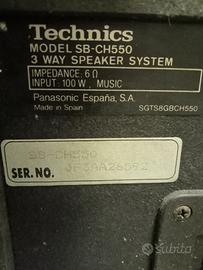 Technics
MODEL SB-CH550
3 WAY SPEAKER SYSTEM
IMPEDANCE: 6Ω
INPUT: 100 W, MUSIC
Panasonic España, S.A.
Made in Spain
SGTS8GBCH550
SB-CH550
SER. NO.
subito